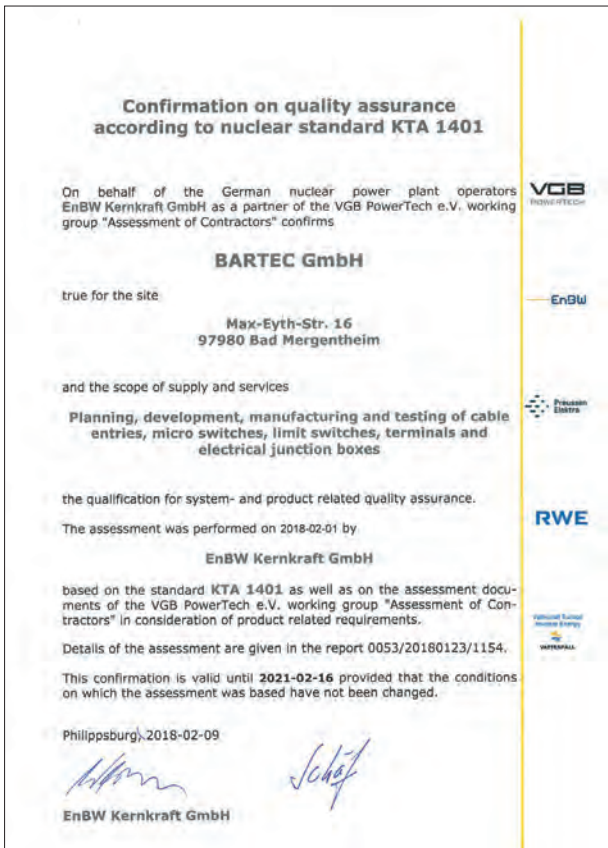 Confirmation on quality assurance
according to nuclear standard KTA 1401
On behalf of the German nuclear power plant operators
EnBW Kernkraft GmbH as a partner of the VGB PowerTech e.V. working
group "Assessment of Contractors" confirms
BARTEC GmbH
true for the site
Max-Eyth-Str. 16
97980 Bad Mergentheim
and the scope of supply and services
Planning, development, manufacturing and testing of cable
entries, micro switches, limit switches, terminals and
electrical junction boxes
the qualification for system- and product related quality assurance.
The assessment was performed on 2018-02-01 by
EnBW Kernkraft GmbH
based on the standard KTA 1401 as well as on the assessment docu-
ments of the VGB PowerTech e.V. working group "Assessment of Con-
tractors" in consideration of product related requirements.
Details of the assessment are given in the report 0053/20180123/1154.
This confirmation is valid until 2021-02-16 provided that the conditions
on which the assessment was based have not been changed.
Philippsburg, 2018-02-09
Schäf
EnBW Kernkraft GmbH
VGB
POWERTECH
EnBW
Preussen
Elektra
RWE
Vattenfall Europe
Nuclear Energy
VATTENFALL